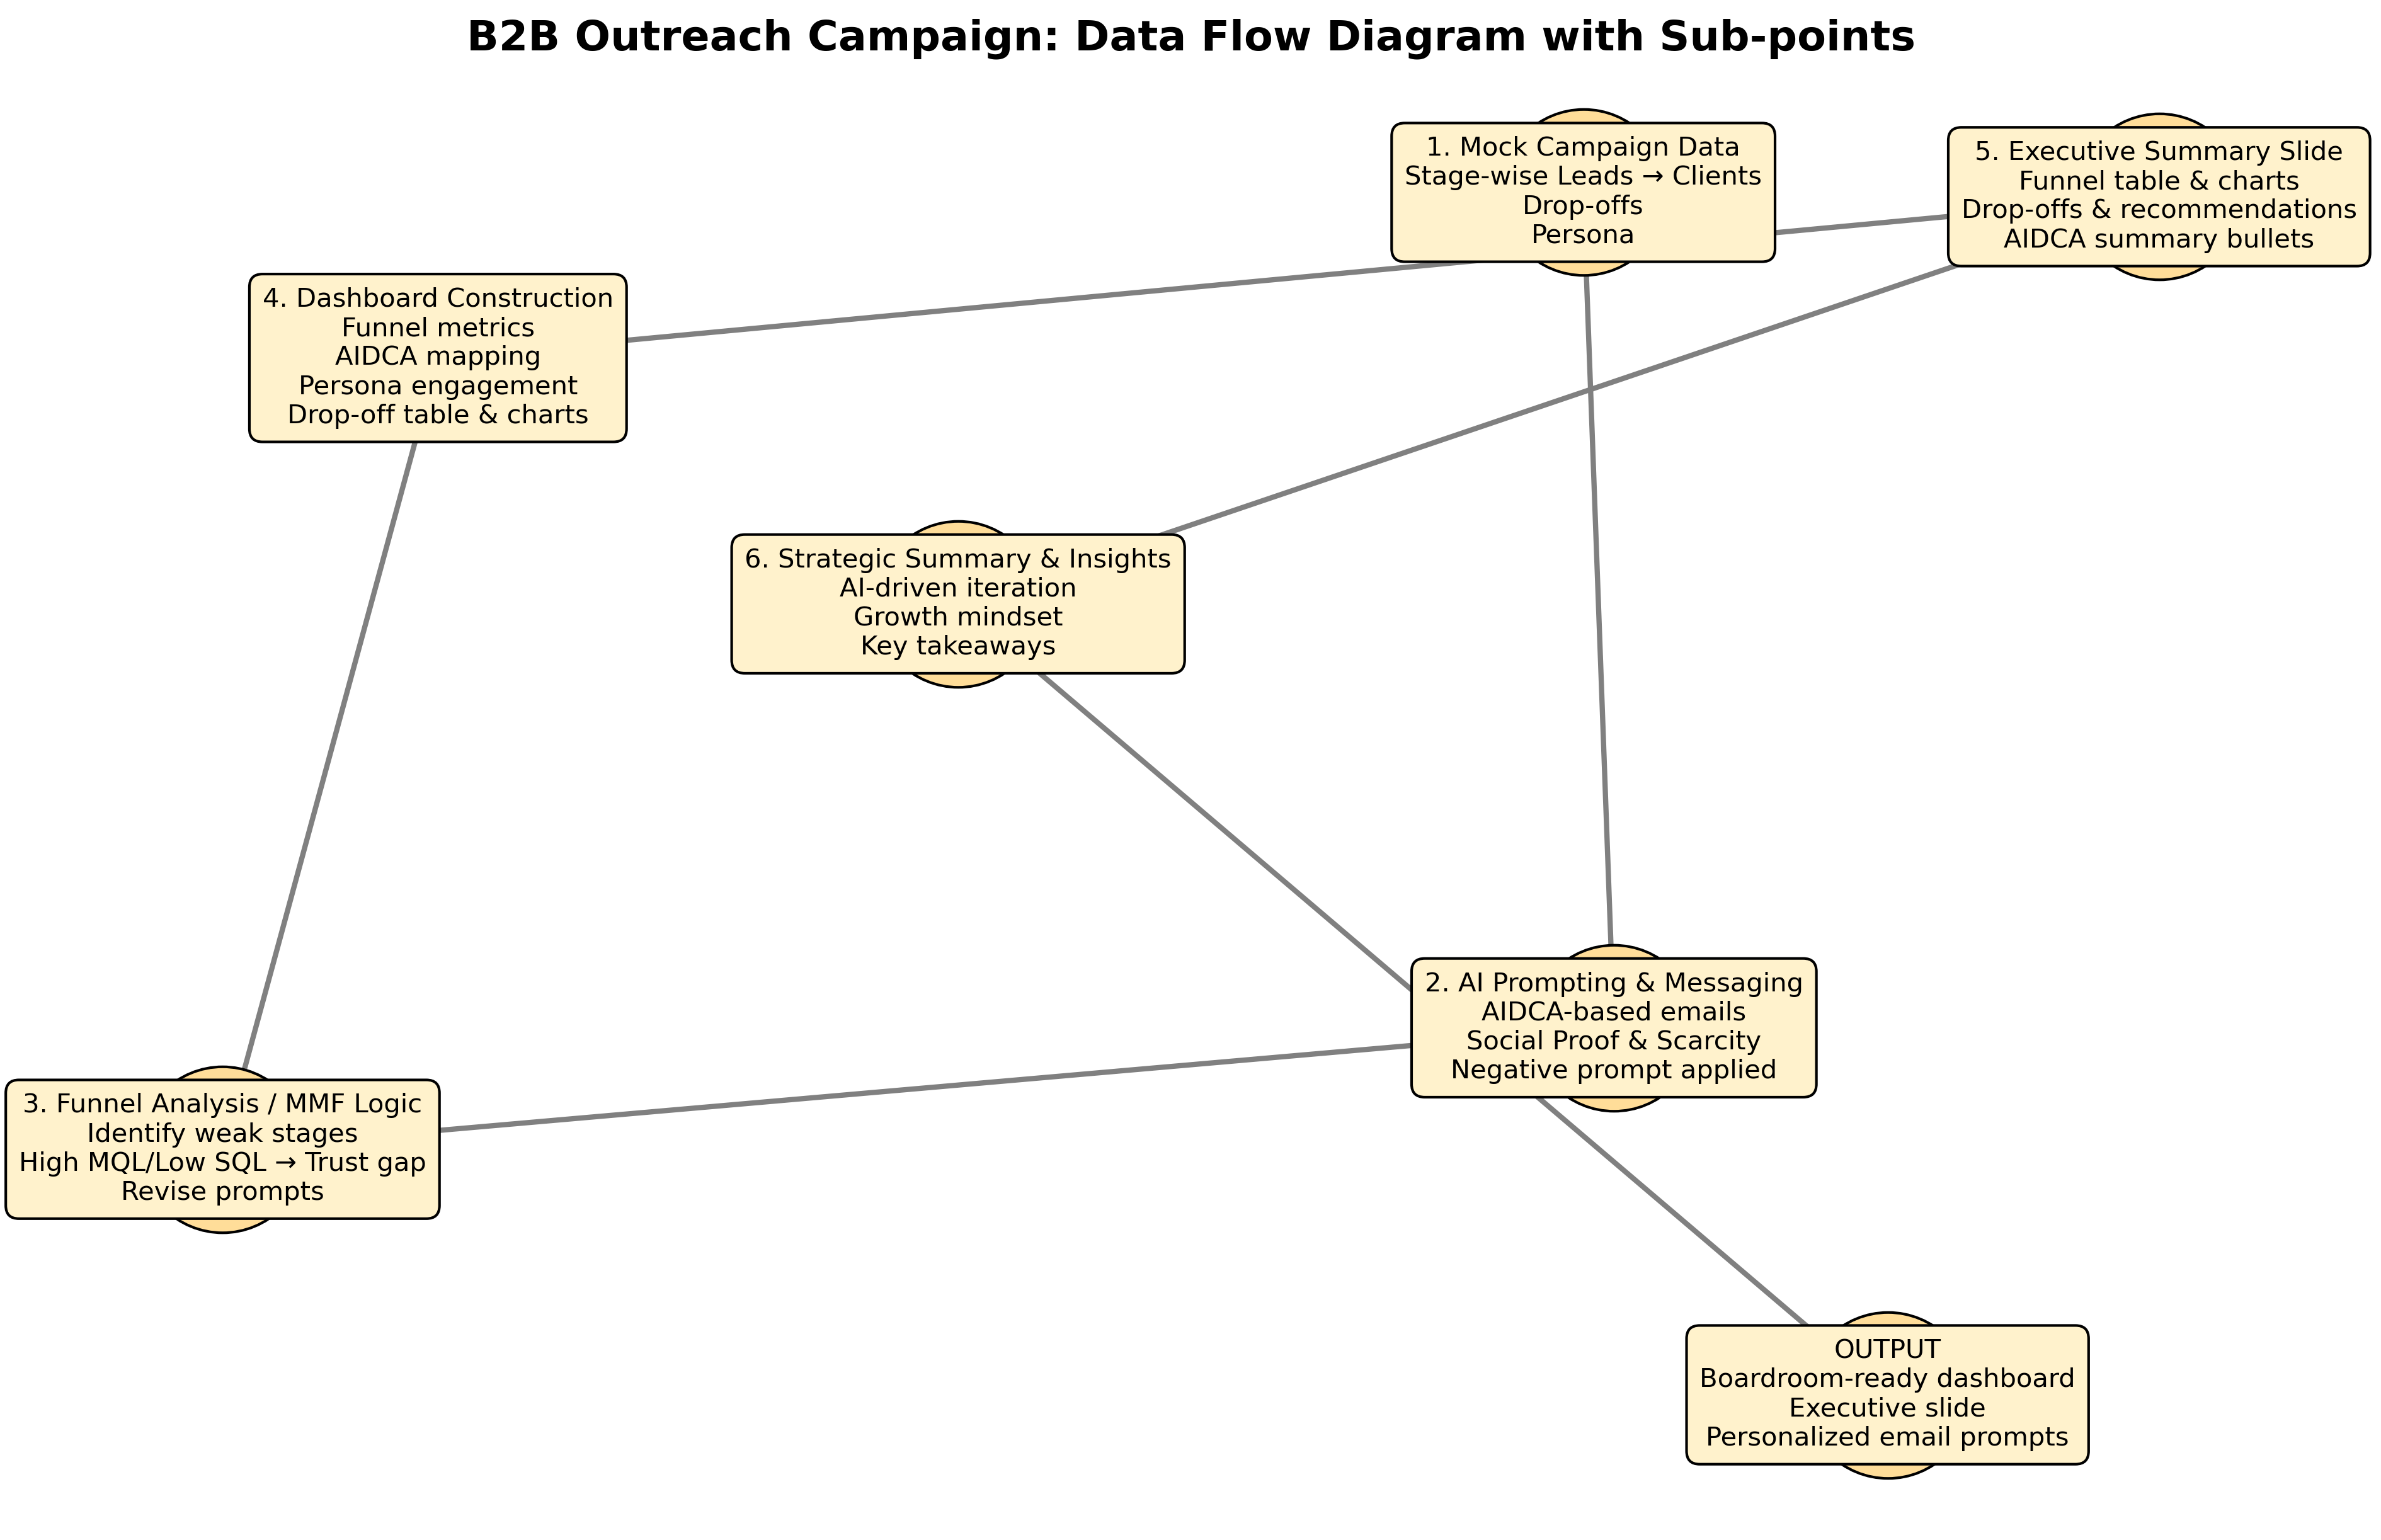 B2B Outreach Campaign: Data Flow Diagram with Sub-points
1. Mock Campaign Data
Stage-wise Leads → Clients
Drop-offs
Persona
5. Executive Summary Slide
Funnel table & charts
Drop-offs & recommendations
AIDCA summary bullets
4. Dashboard Construction
Funnel metrics
AIDCA mapping
Persona engagement
Drop-off table & charts
6. Strategic Summary & Insights
AI-driven iteration
Growth mindset
Key takeaways
2. AI Prompting & Messaging
AIDCA-based emails
Social Proof & Scarcity
Negative prompt applied
3. Funnel Analysis / MMF Logic
Identify weak stages
High MQL/Low SQL → Trust gap
Revise prompts
OUTPUT
Boardroom-ready dashboard
Executive slide
Personalized email prompts